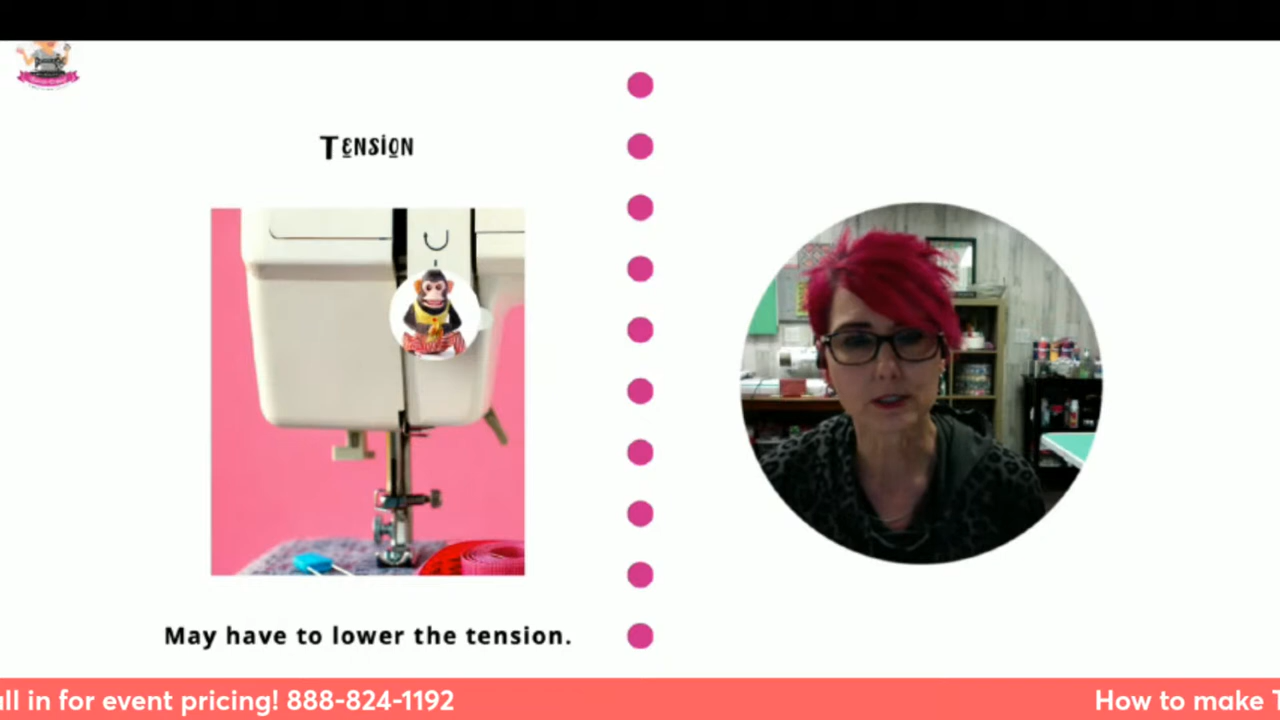 Tension
May have to lower the tension.
all in for event pricing! 888-824-1192
How to make T